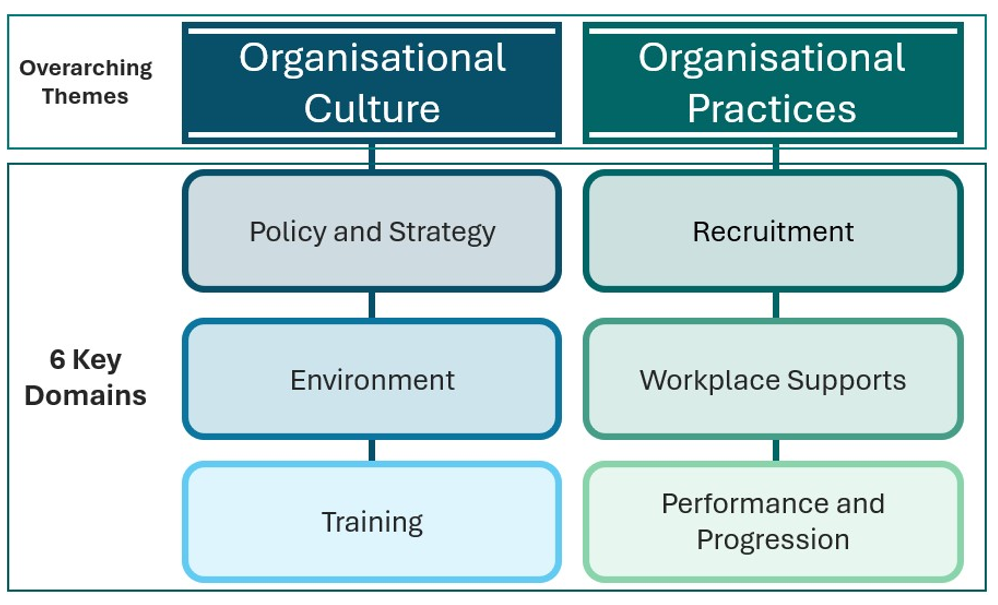 Overarching
Themes
Organisational
Culture
Organisational
Practices
6 Key
Domains
Policy and Strategy
Recruitment
Environment
Workplace Supports
Training
Performance and
Progression